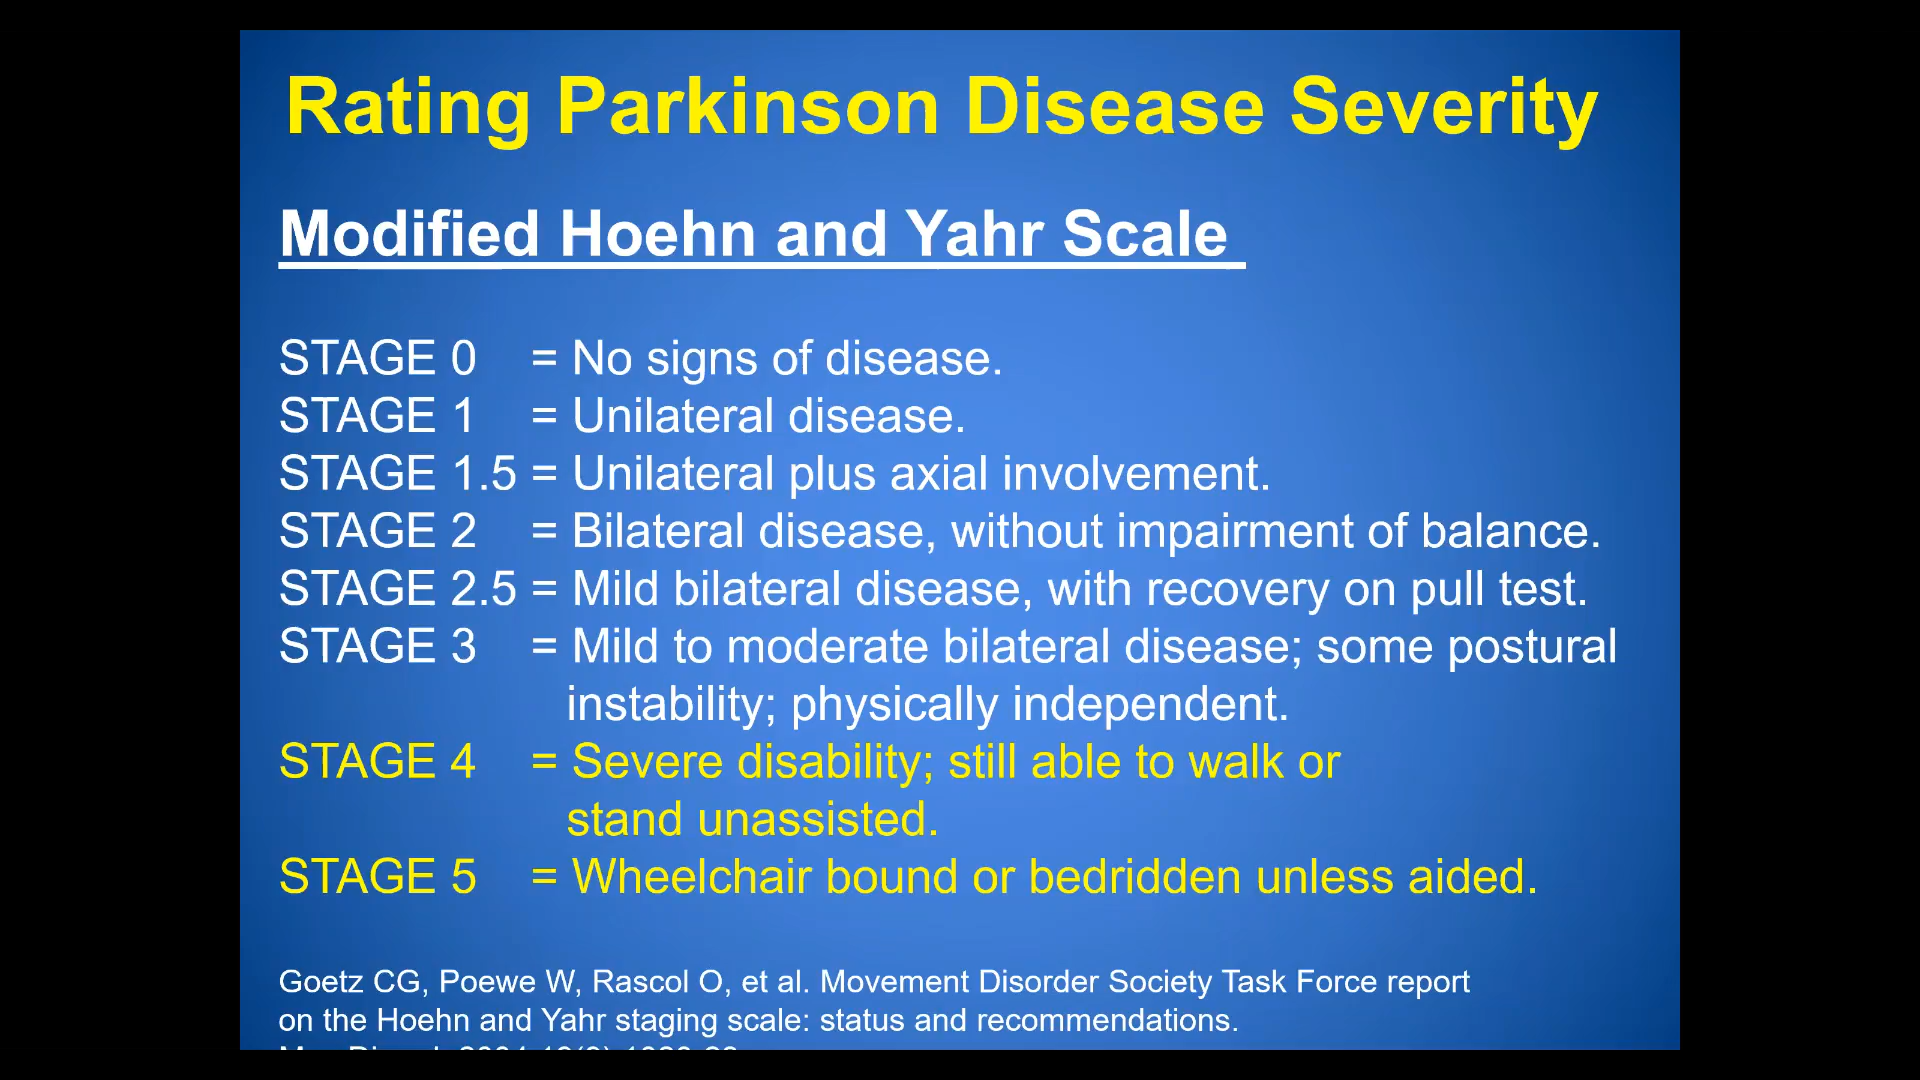 Rating Parkinson Disease Severity
Modified Hoehn and Yahr Scale
STAGE 0 = No signs of disease.
STAGE 1 = Unilateral disease.
STAGE 1.5 = Unilateral plus axial involvement.
STAGE 2 = Bilateral disease, without impairment of balance.
STAGE 2.5 = Mild bilateral disease, with recovery on pull test.
STAGE 3 = Mild to moderate bilateral disease; some postural
instability; physically independent.
STAGE 4 = Severe disability; still able to walk or
stand unassisted.
STAGE 5 = Wheelchair bound or bedridden unless aided.
Goetz CG, Poewe W, Rascol O, et al. Movement Disorder Society Task Force report
on the Hoehn and Yahr staging scale: status and recommendations.